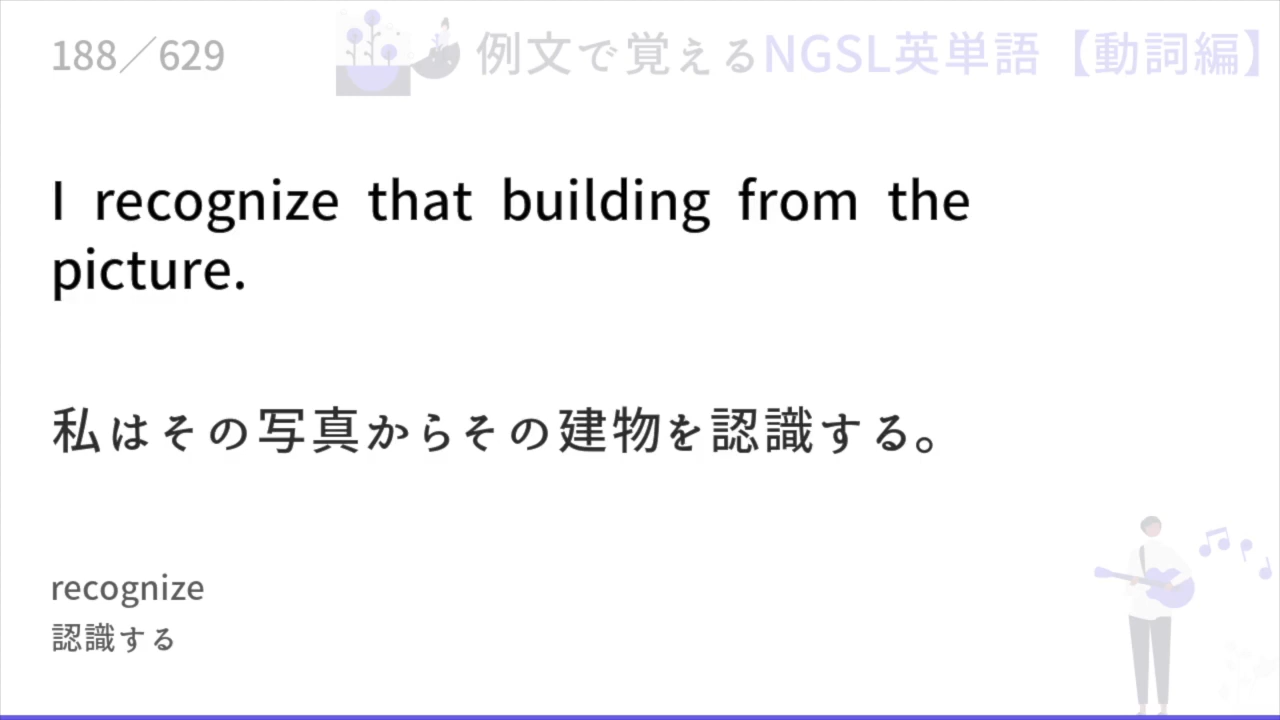 188／629
例文で覚えるNGSL英単語【動詞編】
I recognize that building from the
picture.
私はその写真からその建物を認識する。
recognize
認識する